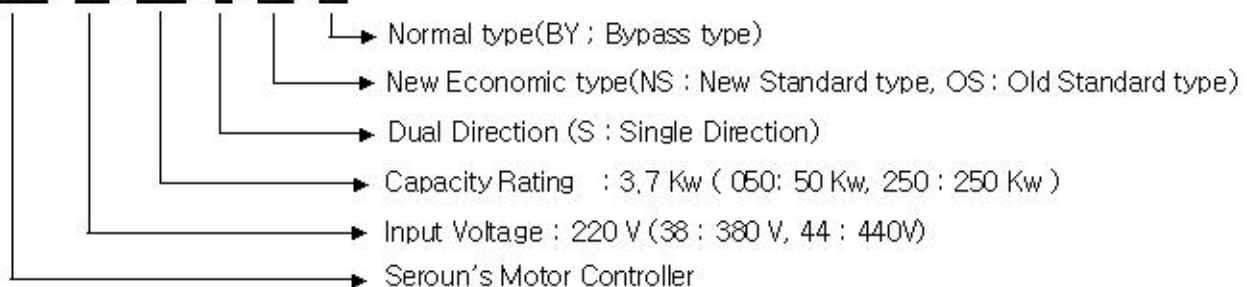 Normal type(BY ; Bypass type)
New Economic type(NS : New Standard type, OS : Old Standard type)
Dual Direction (S : Single Direction)
Capacity Rating : 3,7 Kw ( 050: 50 Kw, 250 : 250 Kw )
Input Voltage : 220 V (38 : 380 V, 44 : 440V)
Seroun's Motor Controller